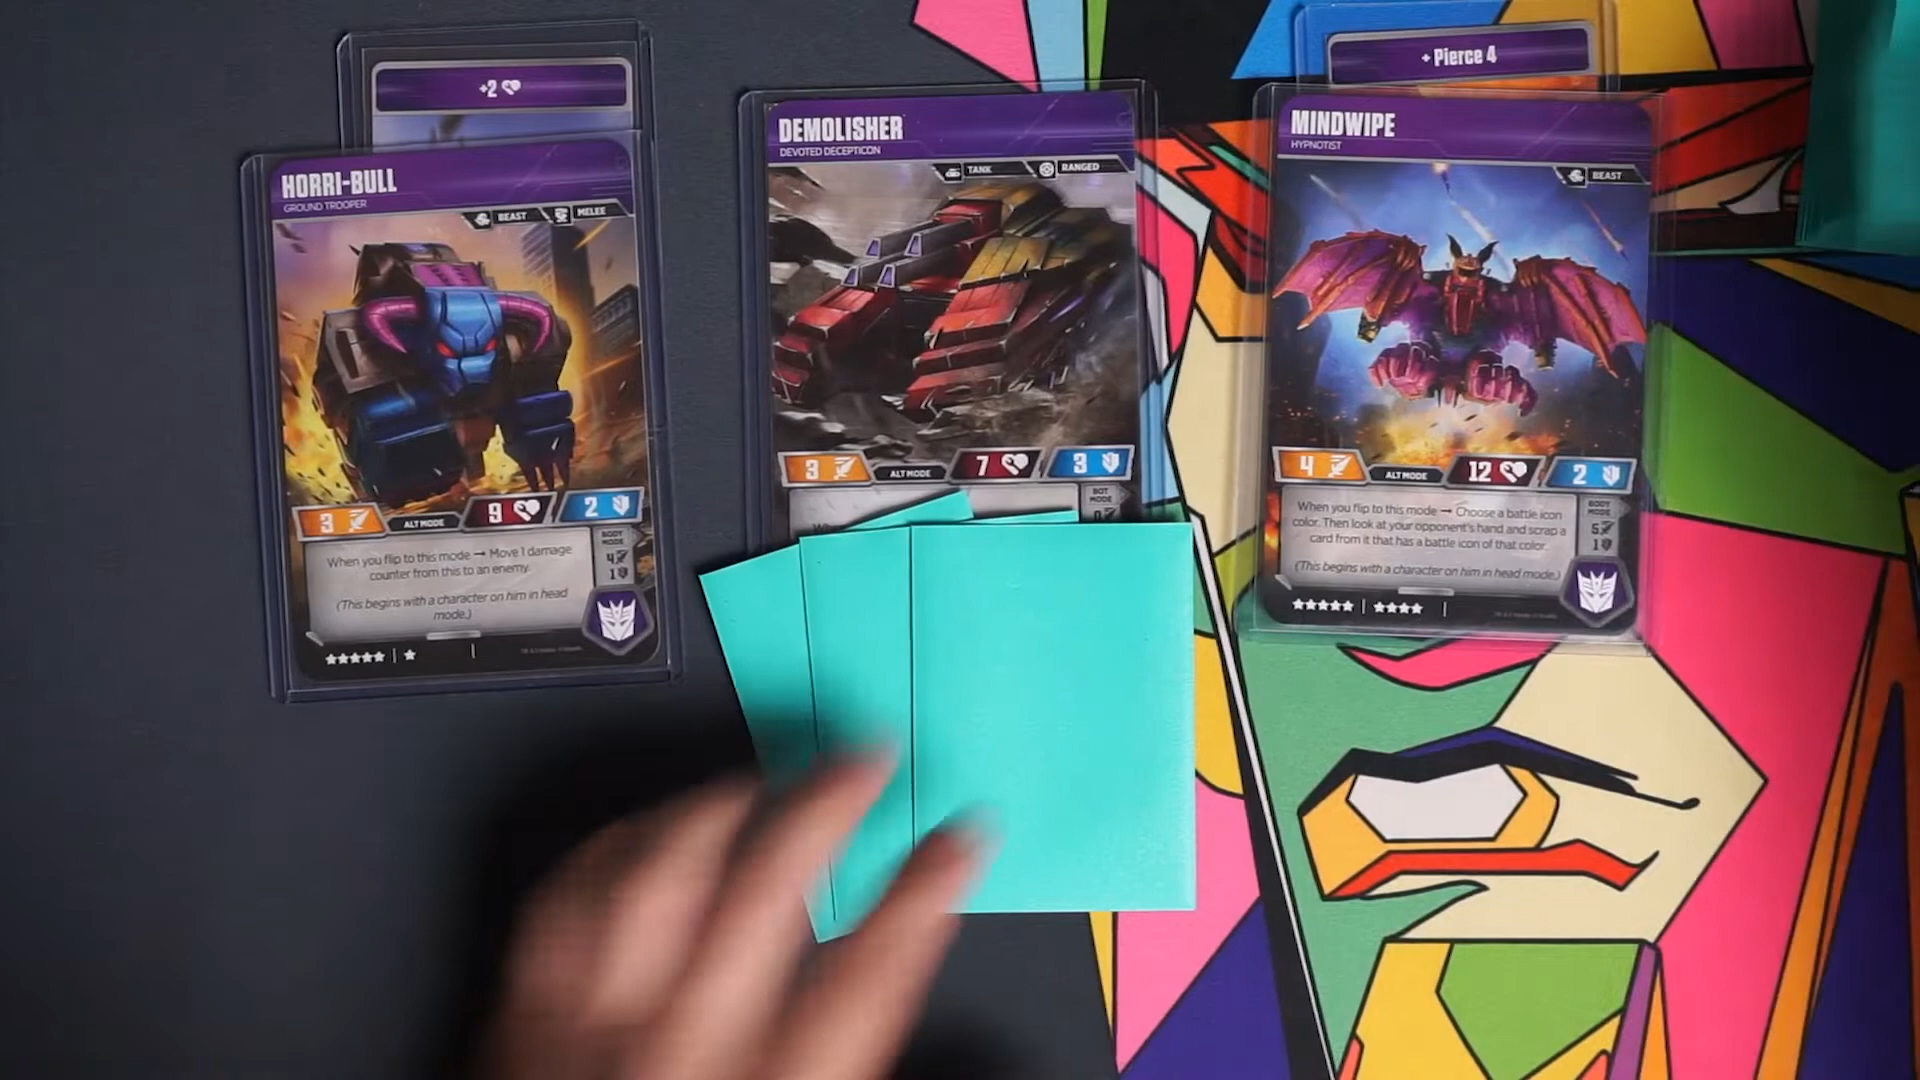 +2
HORRI-BULL
GROUND TROOPER
BEAST
MELEE
3
ALT MODE
9
2
When you flip to this mode → Move 1 damage
counter from this to an enemy.
(This begins with a character on him in head
mode.)
BODY
MODE
4
1
DEMOLISHER
DEVOTED DECEPTICON
TANK
RANGED
3
ALT MODE
7
3
BOT
MODE
+ Pierce 4
MINDWIPE
HYPNOTIST
BEAST
4
ALT MODE
12
2
When you flip to this mode → Choose a battle icon
color. Then look at your opponent's hand and scrap a
card from it that has a battle icon of that color.
(This begins with a character on him in head mode.)
BODY
MODE
5
1